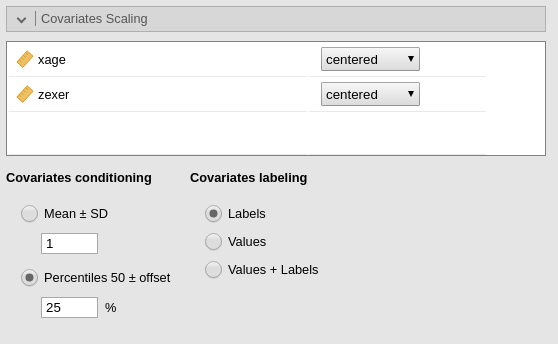 Covariates Scaling
xage centered
zexer centered
Covariates conditioning Covariates labeling
Mean ± SD Labels
1 Values
Percentiles 50 ± offset Values + Labels
25 %